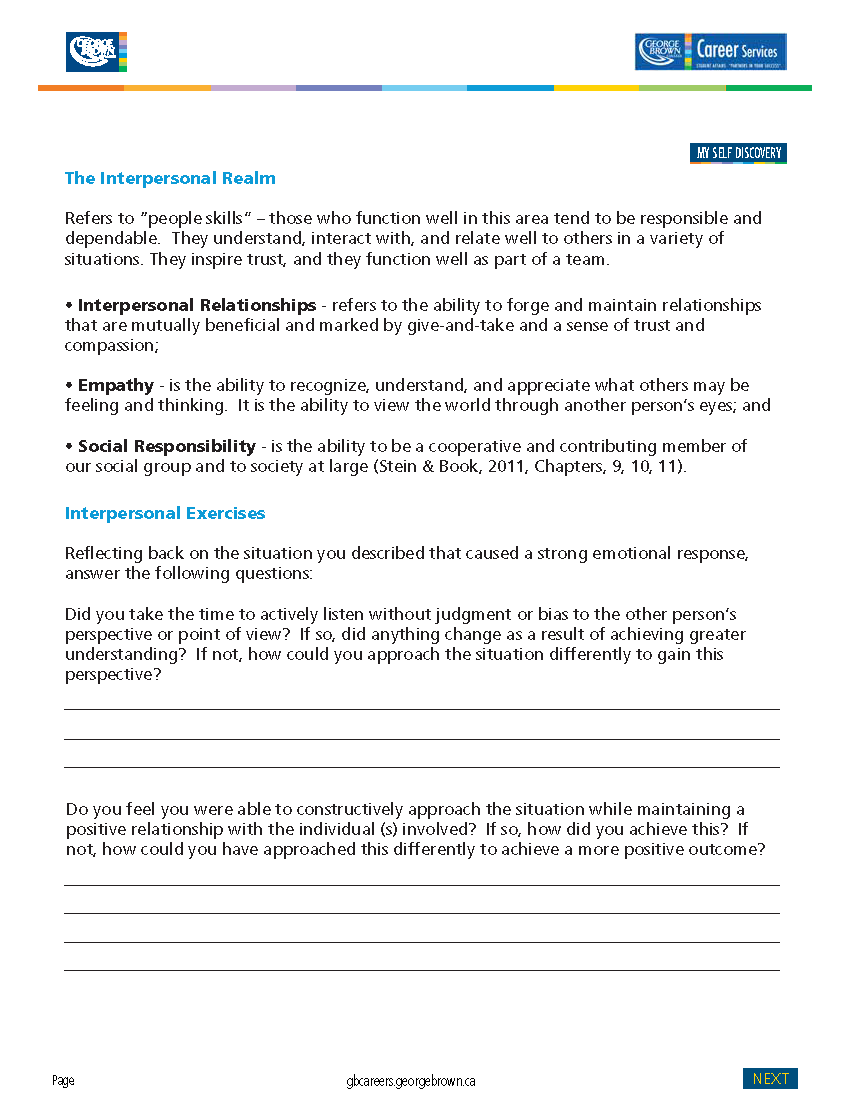 GEORGE
BROWN
GEORGE
BROWN
COLLEGE
Career Services
STUDENT AFFAIRS: "PARTNERS IN YOUR SUCCESS"
MY SELF DISCOVERY
The Interpersonal Realm
Refers to “people skills” – those who function well in this area tend to be responsible and
dependable.  They understand, interact with, and relate well to others in a variety of
situations. They inspire trust, and they function well as part of a team.
• Interpersonal Relationships - refers to the ability to forge and maintain relationships
that are mutually beneficial and marked by give-and-take and a sense of trust and
compassion;
• Empathy - is the ability to recognize, understand, and appreciate what others may be
feeling and thinking.  It is the ability to view the world through another person’s eyes; and
• Social Responsibility - is the ability to be a cooperative and contributing member of
our social group and to society at large (Stein & Book, 2011, Chapters, 9, 10, 11).
Interpersonal Exercises
Reflecting back on the situation you described that caused a strong emotional response,
answer the following questions:
Did you take the time to actively listen without judgment or bias to the other person’s
perspective or point of view?  If so, did anything change as a result of achieving greater
understanding?  If not, how could you approach the situation differently to gain this
perspective?
Do you feel you were able to constructively approach the situation while maintaining a
positive relationship with the individual (s) involved?  If so, how did you achieve this?  If
not, how could you have approached this differently to achieve a more positive outcome?
Page
gbcareers.georgebrown.ca
NEXT